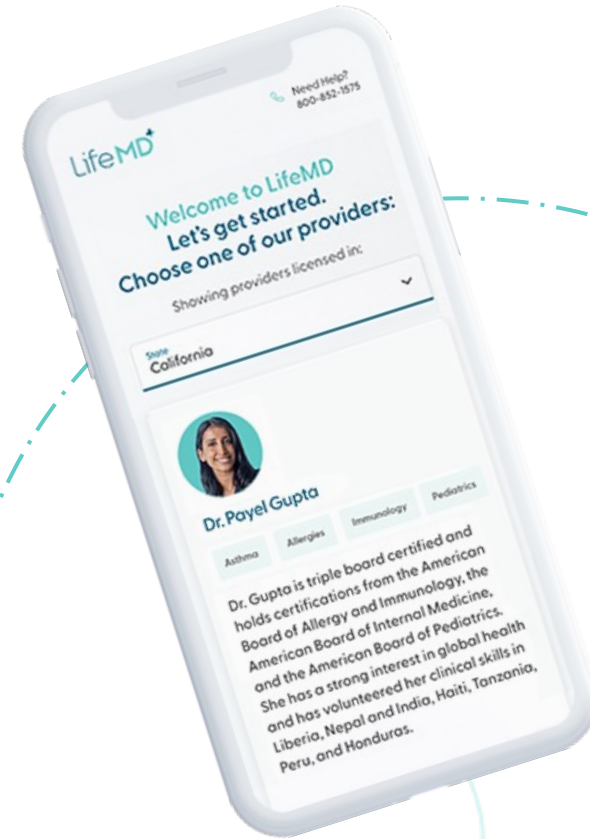 Need Help?
800-852-1575
LifeMD
Welcome to LifeMD
Let's get started.
Choose one of our providers:
Showing providers licensed in:
State
California
Dr. Payel Gupta
Asthma
Allergies
Immunology
Pediatrics
Dr. Gupta is triple board certified and
holds certifications from the American
Board of Allergy and Immunology, the
American Board of Internal Medicine,
and the American Board of Pediatrics.
She has a strong interest in global health
and has volunteered her clinical skills in
Liberia, Nepal and India, Haiti, Tanzania,
Peru, and Honduras.